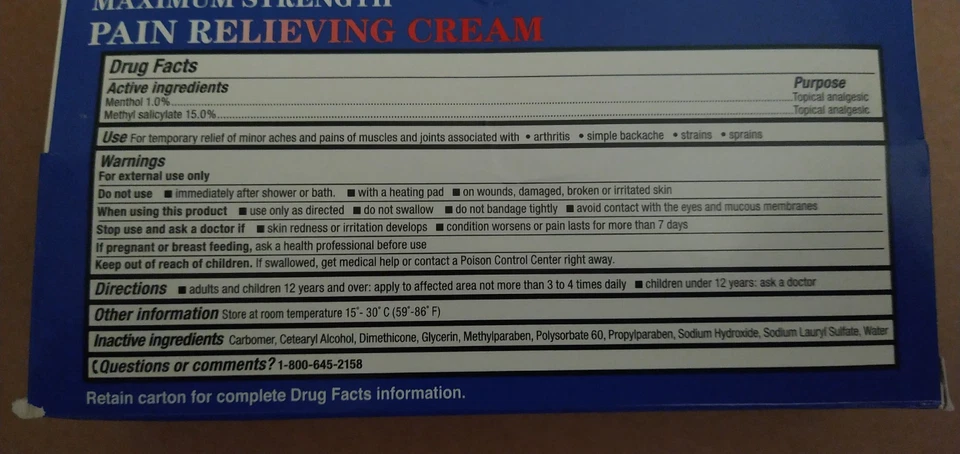 MAXIMUM STRENGTH
PAIN RELIEVING CREAM
Drug Facts
Active ingredients Purpose
Menthol 1.0% Topical analgesic
Methyl salicylate 15.0% Topical analgesic
Use For temporary relief of minor aches and pains of muscles and joints associated with • arthritis • simple backache • strains • sprains
Warnings
For external use only
Do not use ■ immediately after shower or bath. ■ with a heating pad ■ on wounds, damaged, broken or irritated skin
When using this product ■ use only as directed ■ do not swallow ■ do not bandage tightly ■ avoid contact with the eyes and mucous membranes
Stop use and ask a doctor if ■ skin redness or irritation develops ■ condition worsens or pain lasts for more than 7 days
If pregnant or breast feeding, ask a health professional before use
Keep out of reach of children. If swallowed, get medical help or contact a Poison Control Center right away.
Directions ■ adults and children 12 years and over: apply to affected area not more than 3 to 4 times daily ■ children under 12 years: ask a doctor
Other information Store at room temperature 15°- 30° C (59°-86° F)
Inactive ingredients Carbomer, Cetearyl Alcohol, Dimethicone, Glycerin, Methylparaben, Polysorbate 60, Propylparaben, Sodium Hydroxide, Sodium Lauryl Sulfate, Water
(Questions or comments? 1-800-645-2158
Retain carton for complete Drug Facts information.